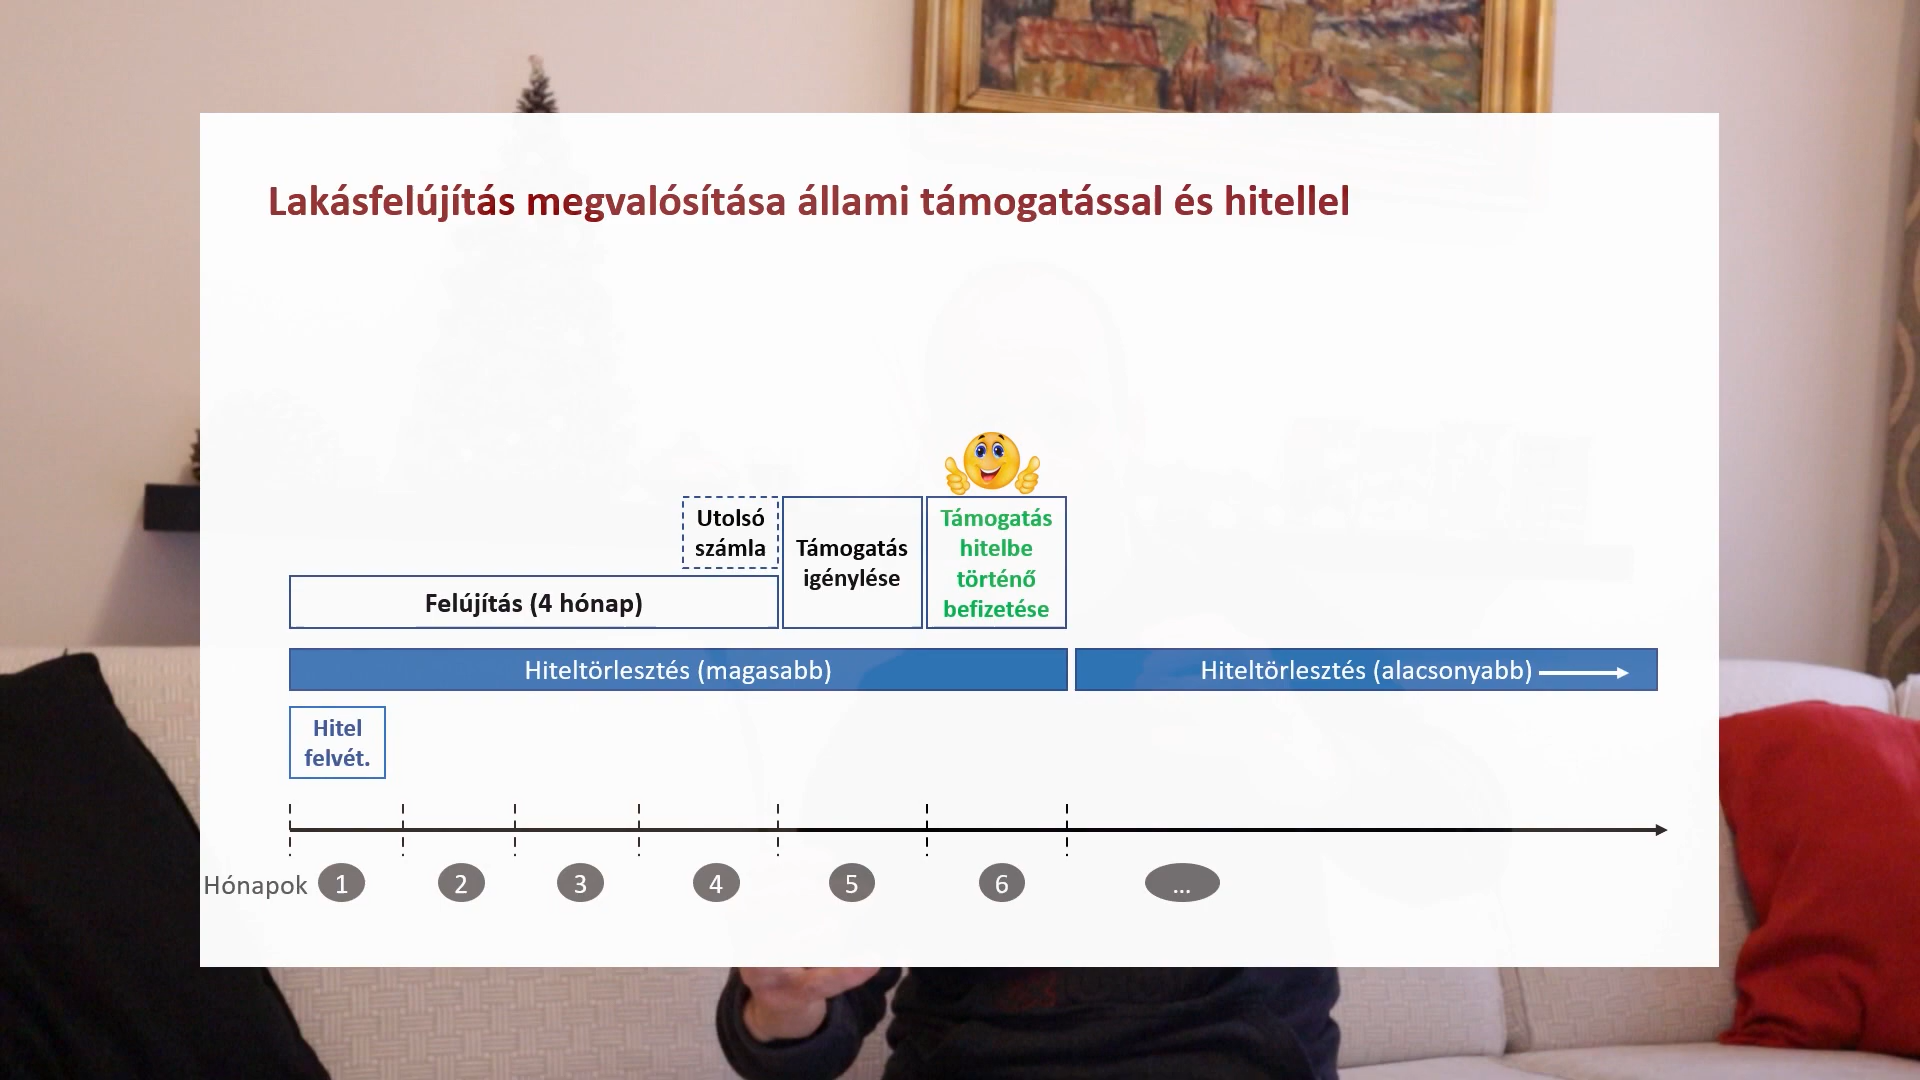 Lakásfelújítás megvalósítása állami támogatással és hitellel
Utolsó
számla
Támogatás
igénylése
Támogatás
hitelbe
történő
befizetése
Felújítás (4 hónap)
Hiteltörlesztés (magasabb)
Hiteltörlesztés (alacsonyabb)
Hitel
felvét.
Hónapok 1 2 3 4 5 6 ...